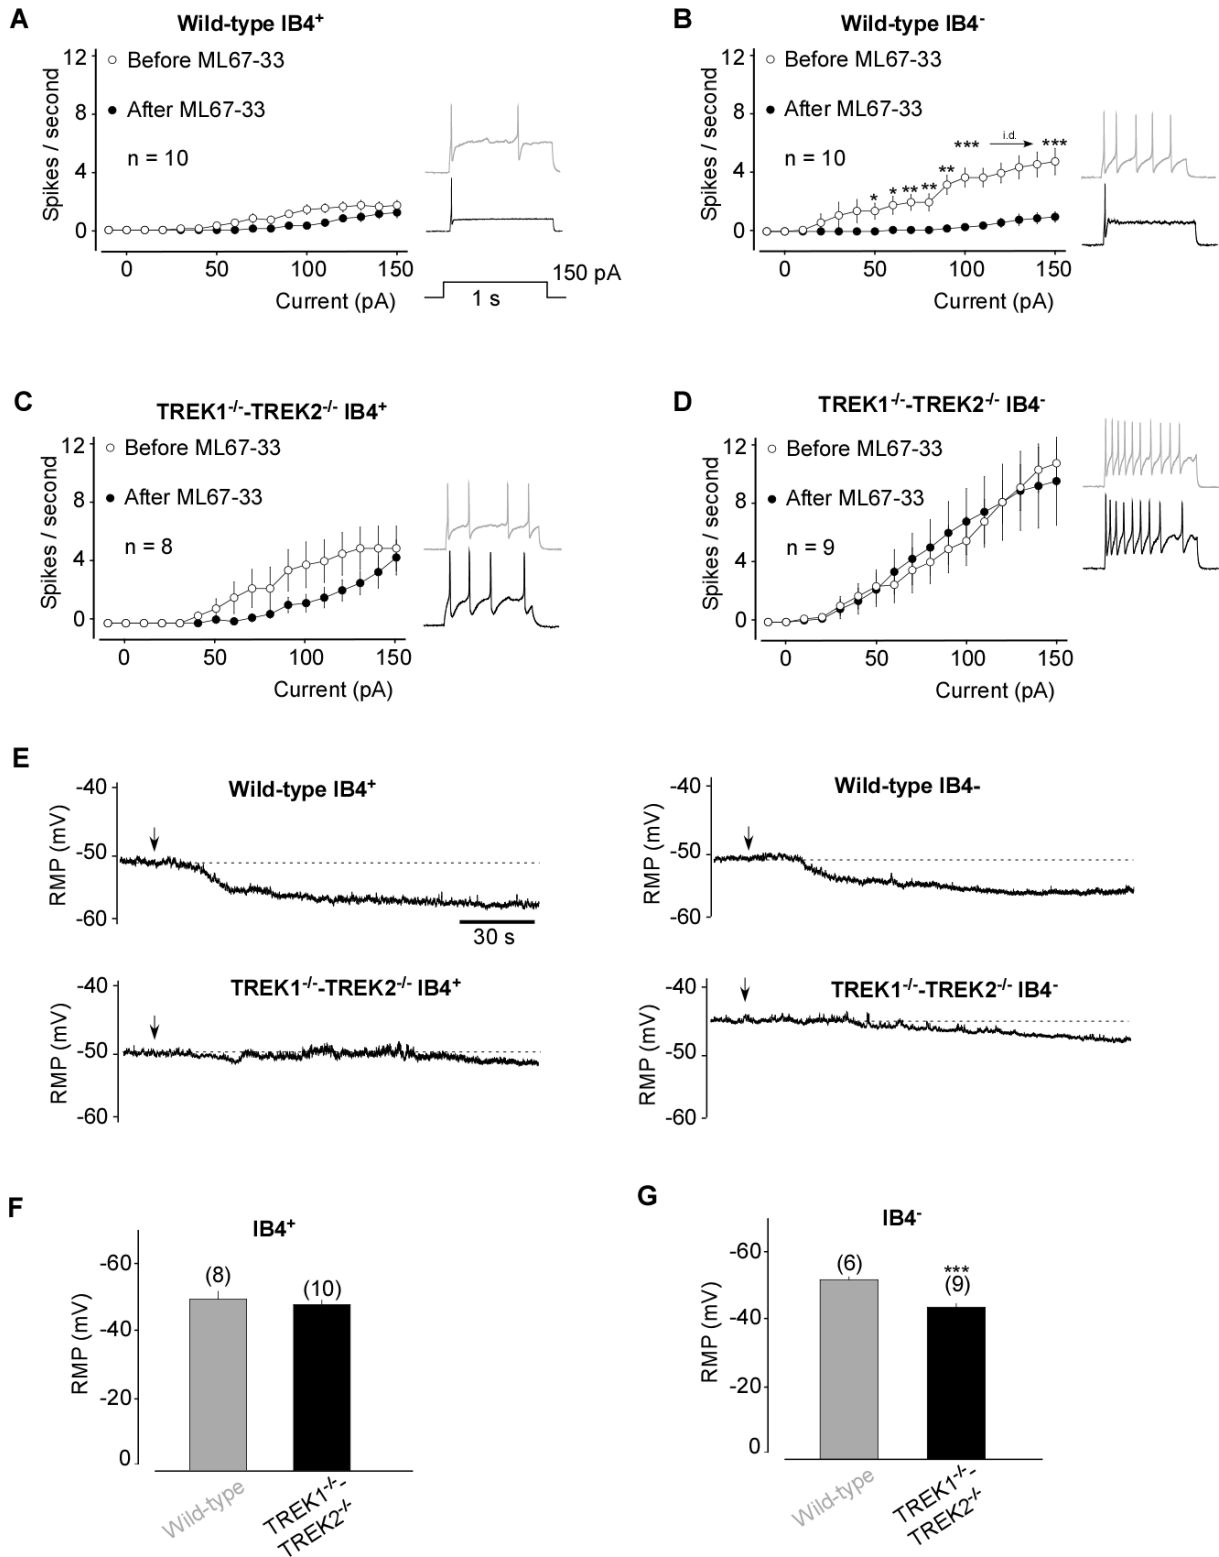 A
Wild-type IB4+
12
8
4
0
Spikes / second
Before ML67-33
After ML67-33
n = 10
0
50
100
150
Current (pA)
150 pA
1 s
B
Wild-type IB4-
12
8
4
0
Spikes / second
Before ML67-33
After ML67-33
n = 10
* * ** ** ** *** i.d. ***
0
50
100
150
Current (pA)
C
TREK1-/--TREK2-/- IB4+
12
8
4
0
Spikes / second
Before ML67-33
After ML67-33
n = 8
0
50
100
150
Current (pA)
D
TREK1-/--TREK2-/- IB4-
12
8
4
0
Spikes / second
Before ML67-33
After ML67-33
n = 9
0
50
100
150
Current (pA)
E
Wild-type IB4+
-40
-50
-60
RMP (mV)
30 s
Wild-type IB4-
-40
-50
-60
RMP (mV)
TREK1-/--TREK2-/- IB4+
-40
-50
-60
RMP (mV)
TREK1-/--TREK2-/- IB4-
-40
-50
-60
RMP (mV)
F
IB4+
-60
-40
-20
0
RMP (mV)
(8)
(10)
Wild-type
TREK1-/--
TREK2-/-
G
IB4-
-60
-40
-20
0
RMP (mV)
(6)
***
(9)
Wild-type
TREK1-/--
TREK2-/-